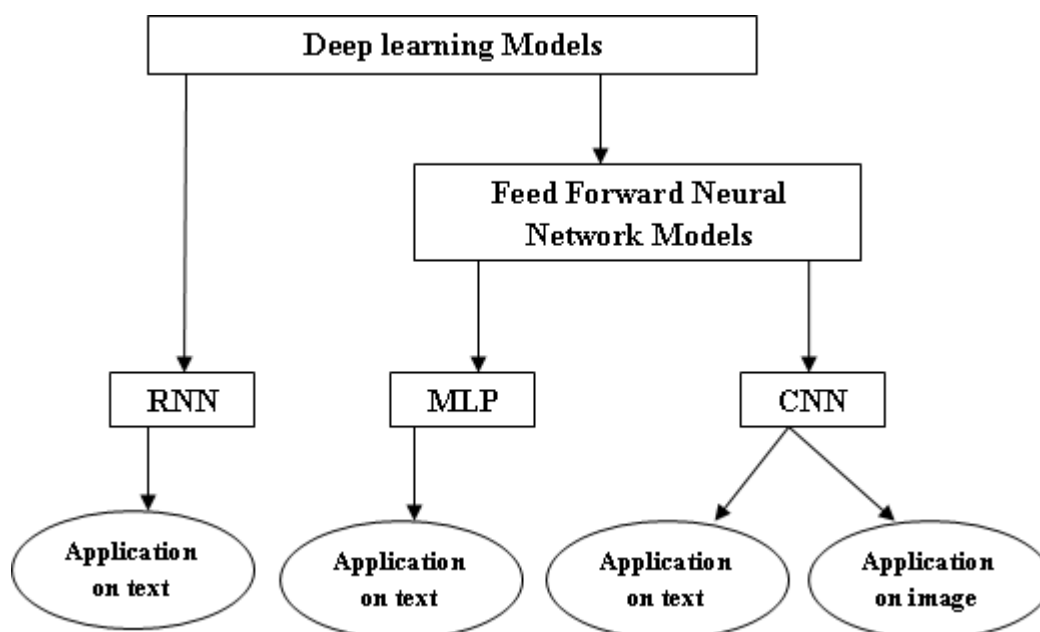 Deep learning Models
Feed Forward Neural
Network Models
RNN
MLP
CNN
Application
on text
Application
on text
Application
on text
Application
on image